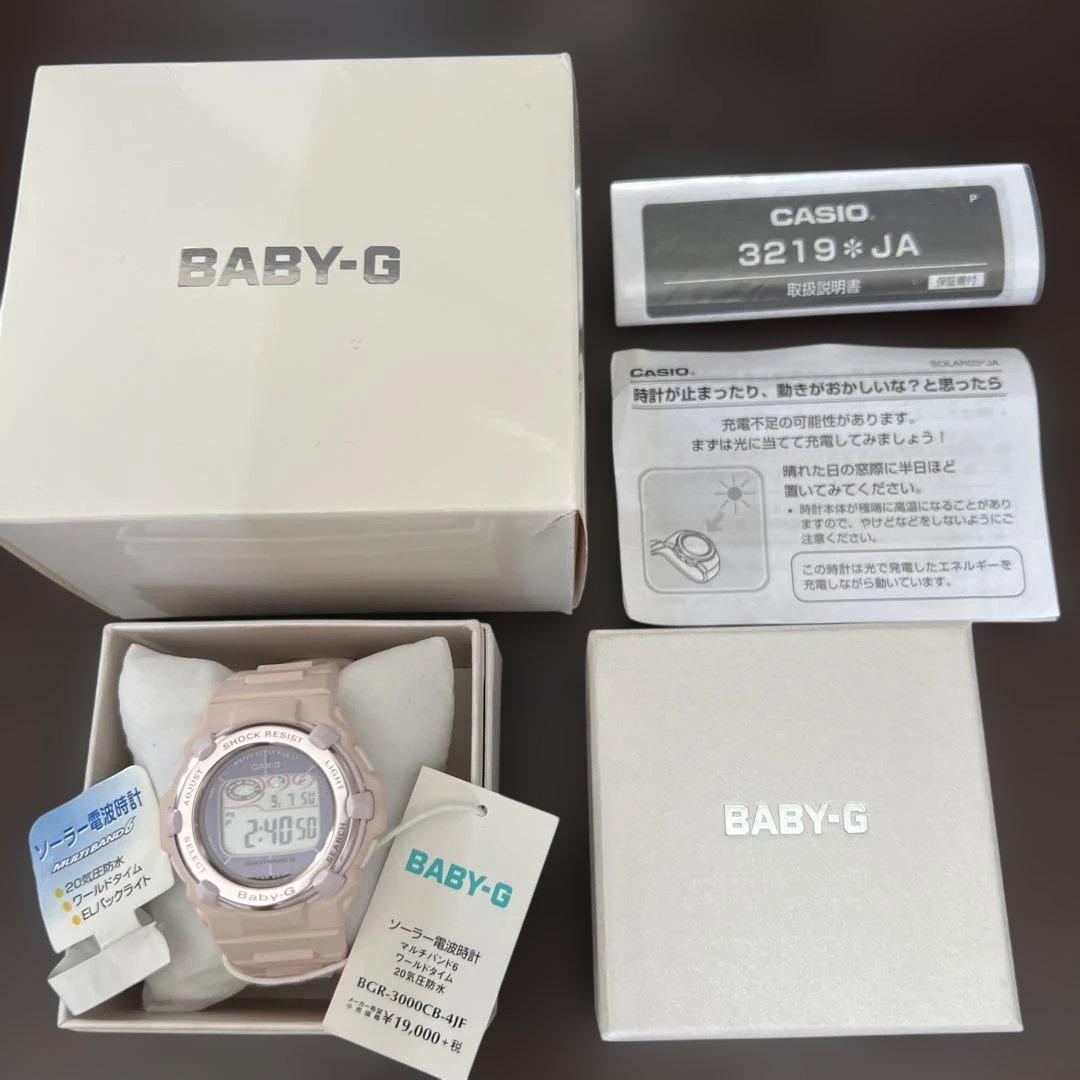 BABY-G
CASIO®
P
3219*JA
取扱説明書
保証書付
CASIO®
SOLAR03*JA
時計が止まったり、動きがおかしいな？と思ったら
充電不足の可能性があります。
まずは光に当てて充電してみましょう！
晴れた日の窓際に半日ほど
置いてみてください。
• 時計本体が極端に高温になることがあり
ますので、やけどなどをしないようにご
注意ください。
この時計は光で発電したエネルギーを
充電しながら動いています。
SHOCK RESIST
ADJUST
LIGHT
SELECT
SEARCH
CASIO
P
2:40 50
Baby-G
ソーラー電波時計
MULTIBAND6
• 20気圧防水
• ワールドタイム
• ELバックライト
BABY-G
ソーラー電波時計
マルチバンド6
ワールドタイム
20気圧防水
BGR-3000CB-4JF
メーカー希望
小売価格 ¥19,000+税
BABY-G